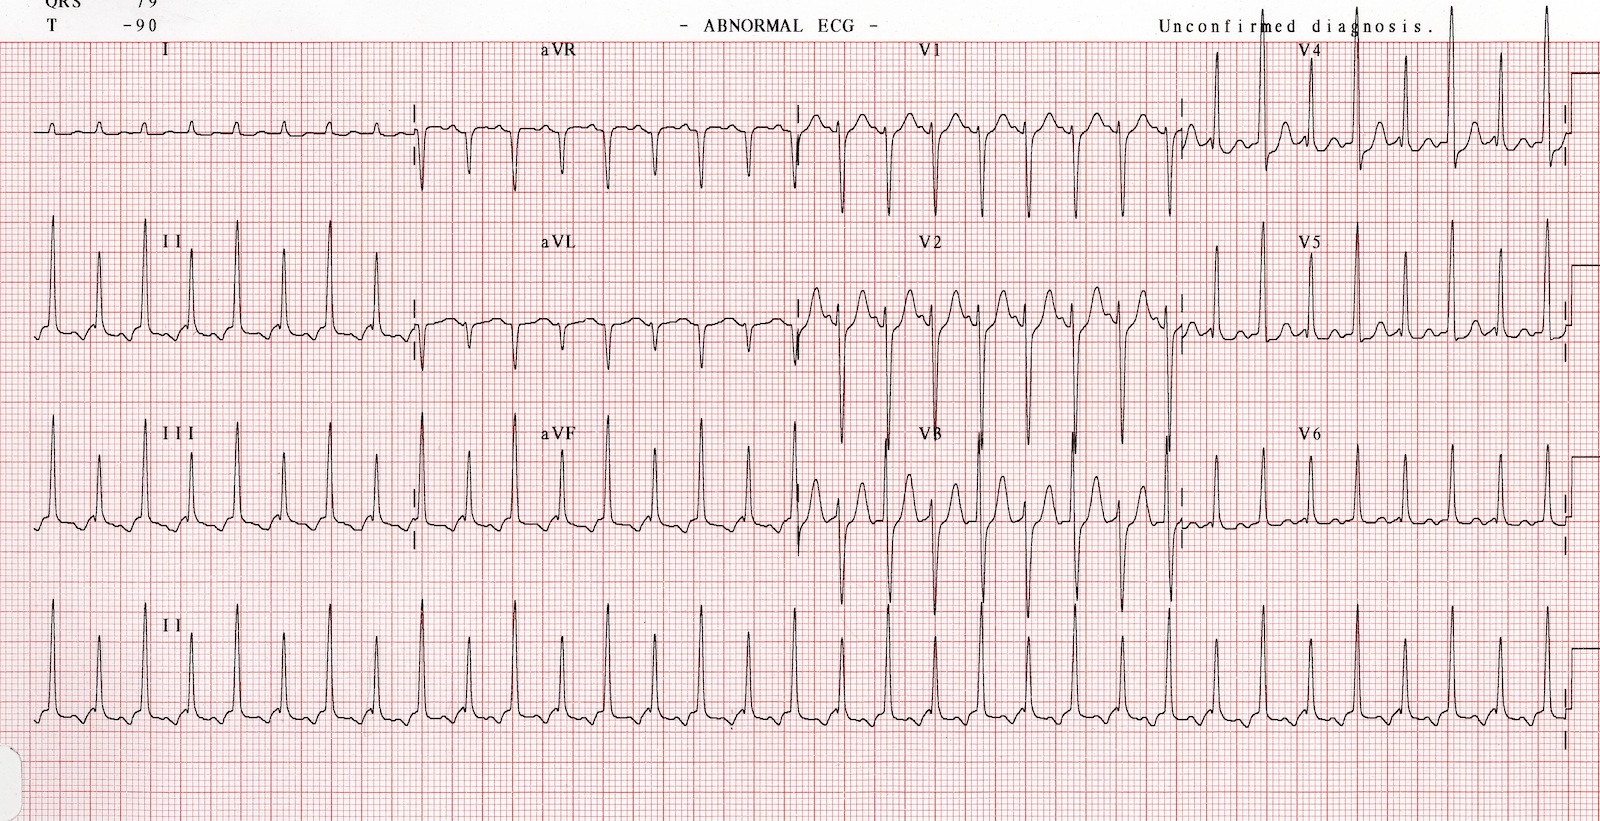 QRS 79
T -90
- ABNORMAL ECG -
Unconfirmed diagnosis.
I aVR V1 V4
II aVL V2 V5
III aVF V3 V6
II